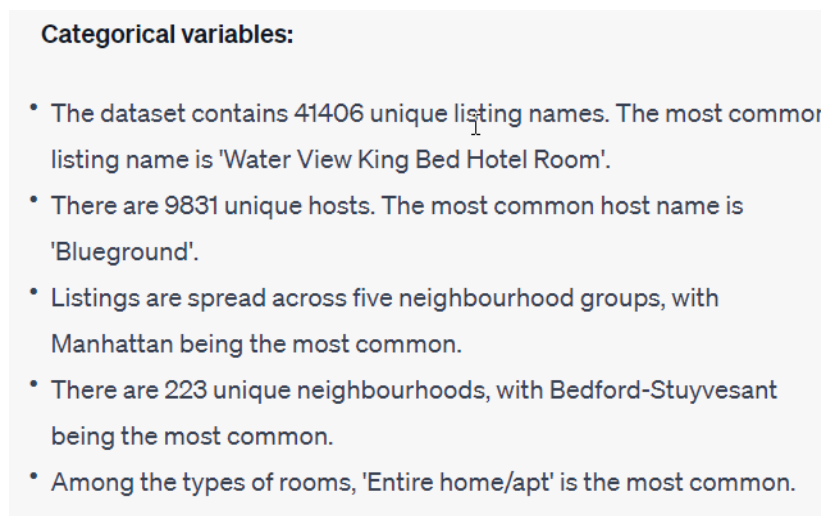 Categorical variables:
• The dataset contains 41406 unique listing names. The most common
listing name is 'Water View King Bed Hotel Room'.
• There are 9831 unique hosts. The most common host name is
'Blueground'.
• Listings are spread across five neighbourhood groups, with
Manhattan being the most common.
• There are 223 unique neighbourhoods, with Bedford-Stuyvesant
being the most common.
• Among the types of rooms, 'Entire home/apt' is the most common.